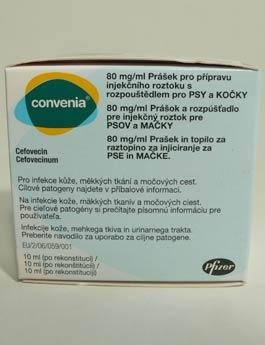 convenia®
Cefovecin
Cefovecinum
80 mg/ml Prášek pro přípravu
injekčního roztoku s
rozpouštědlem pro PSY a KOČKY
80 mg/ml Prášok a rozpúšťadlo
pre injekčný roztok pre
PSOV a MAČKY
80 mg/ml Prašek in topilo za
raztopino za injiciranje za
PSE in MAČKE.
Pro infekce kůže, měkkých tkání a močových cest.
Cílové patogeny najdete v příbalové informaci.
Na infekcie kože, mäkkých tkanív a močových ciest.
Pre cieľové patogény si prečítajte písomnú informáciu pre
používateľa.
Infekcije kože, mehkega tkiva in urinarnega trakta.
Preberite navodilo za uporabo za ciljne patogene.
EU/2/06/059/001
10 ml (po rekonstituci) /
10 ml (po rekonštitúcii) /
10 ml (po rekonstituciji)
Pfizer